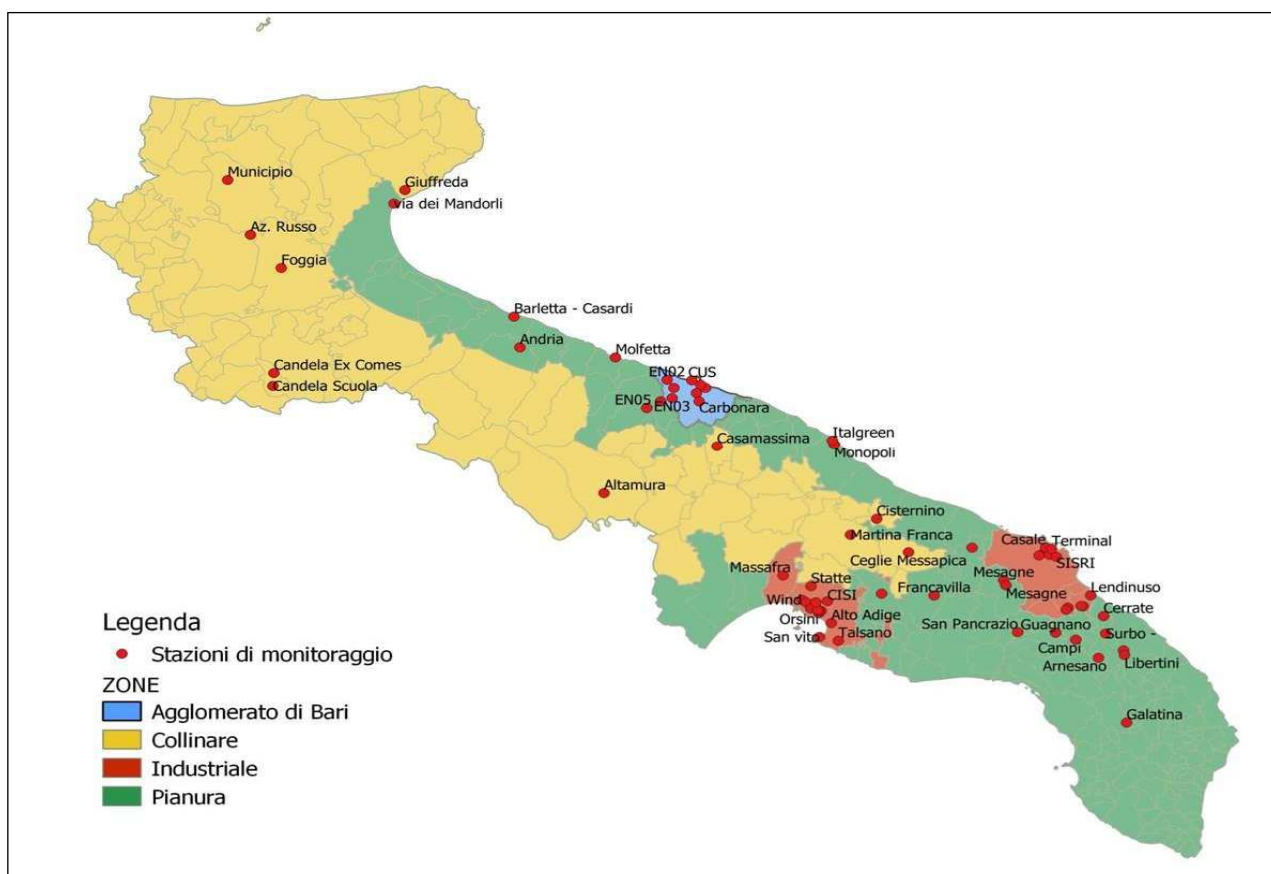 Municipio
Giuffreda
via dei Mandorli
Az. Russo
Foggia
Barletta - Casardi
Andria
Molfetta
Candela Ex Comes
Candela Scuola
EN02 CUS
EN05 EN03 Carbonara
Casamassima
Italgreen
Monopoli
Altamura
Cisternino
Martina Franca
Ceglie Messapica
Casale Terminal
SISRI
Massafra
Statte
Mesagne
Mesagne
Francavilla
Lendinuso
Wind CISI
Orsini Alto Adige
Cerrate
San vito Talsano
San Pancrazio Guagnano
Surbo -
Campi
Arnesano Libertini
Galatina
Legenda
Stazioni di monitoraggio
ZONE
Agglomerato di Bari
Collinare
Industriale
Pianura